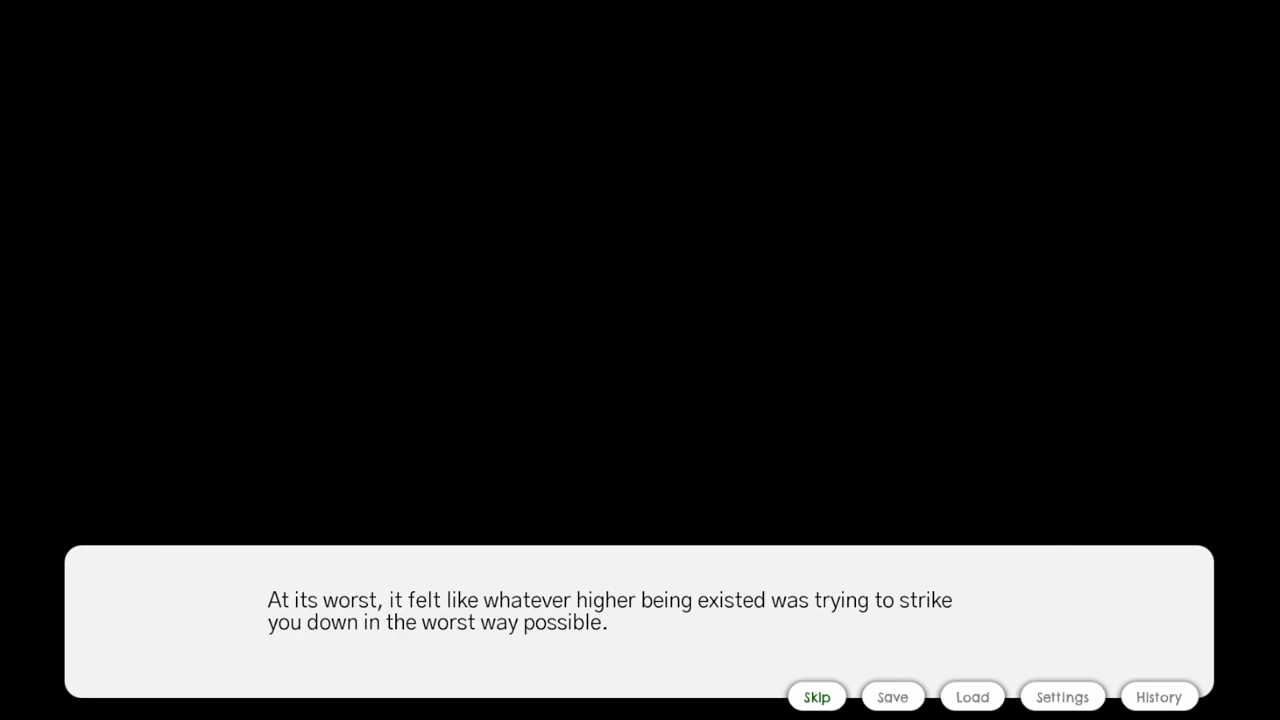 At its worst, it felt like whatever higher being existed was trying to strike
you down in the worst way possible.
Skip Save Load Settings History